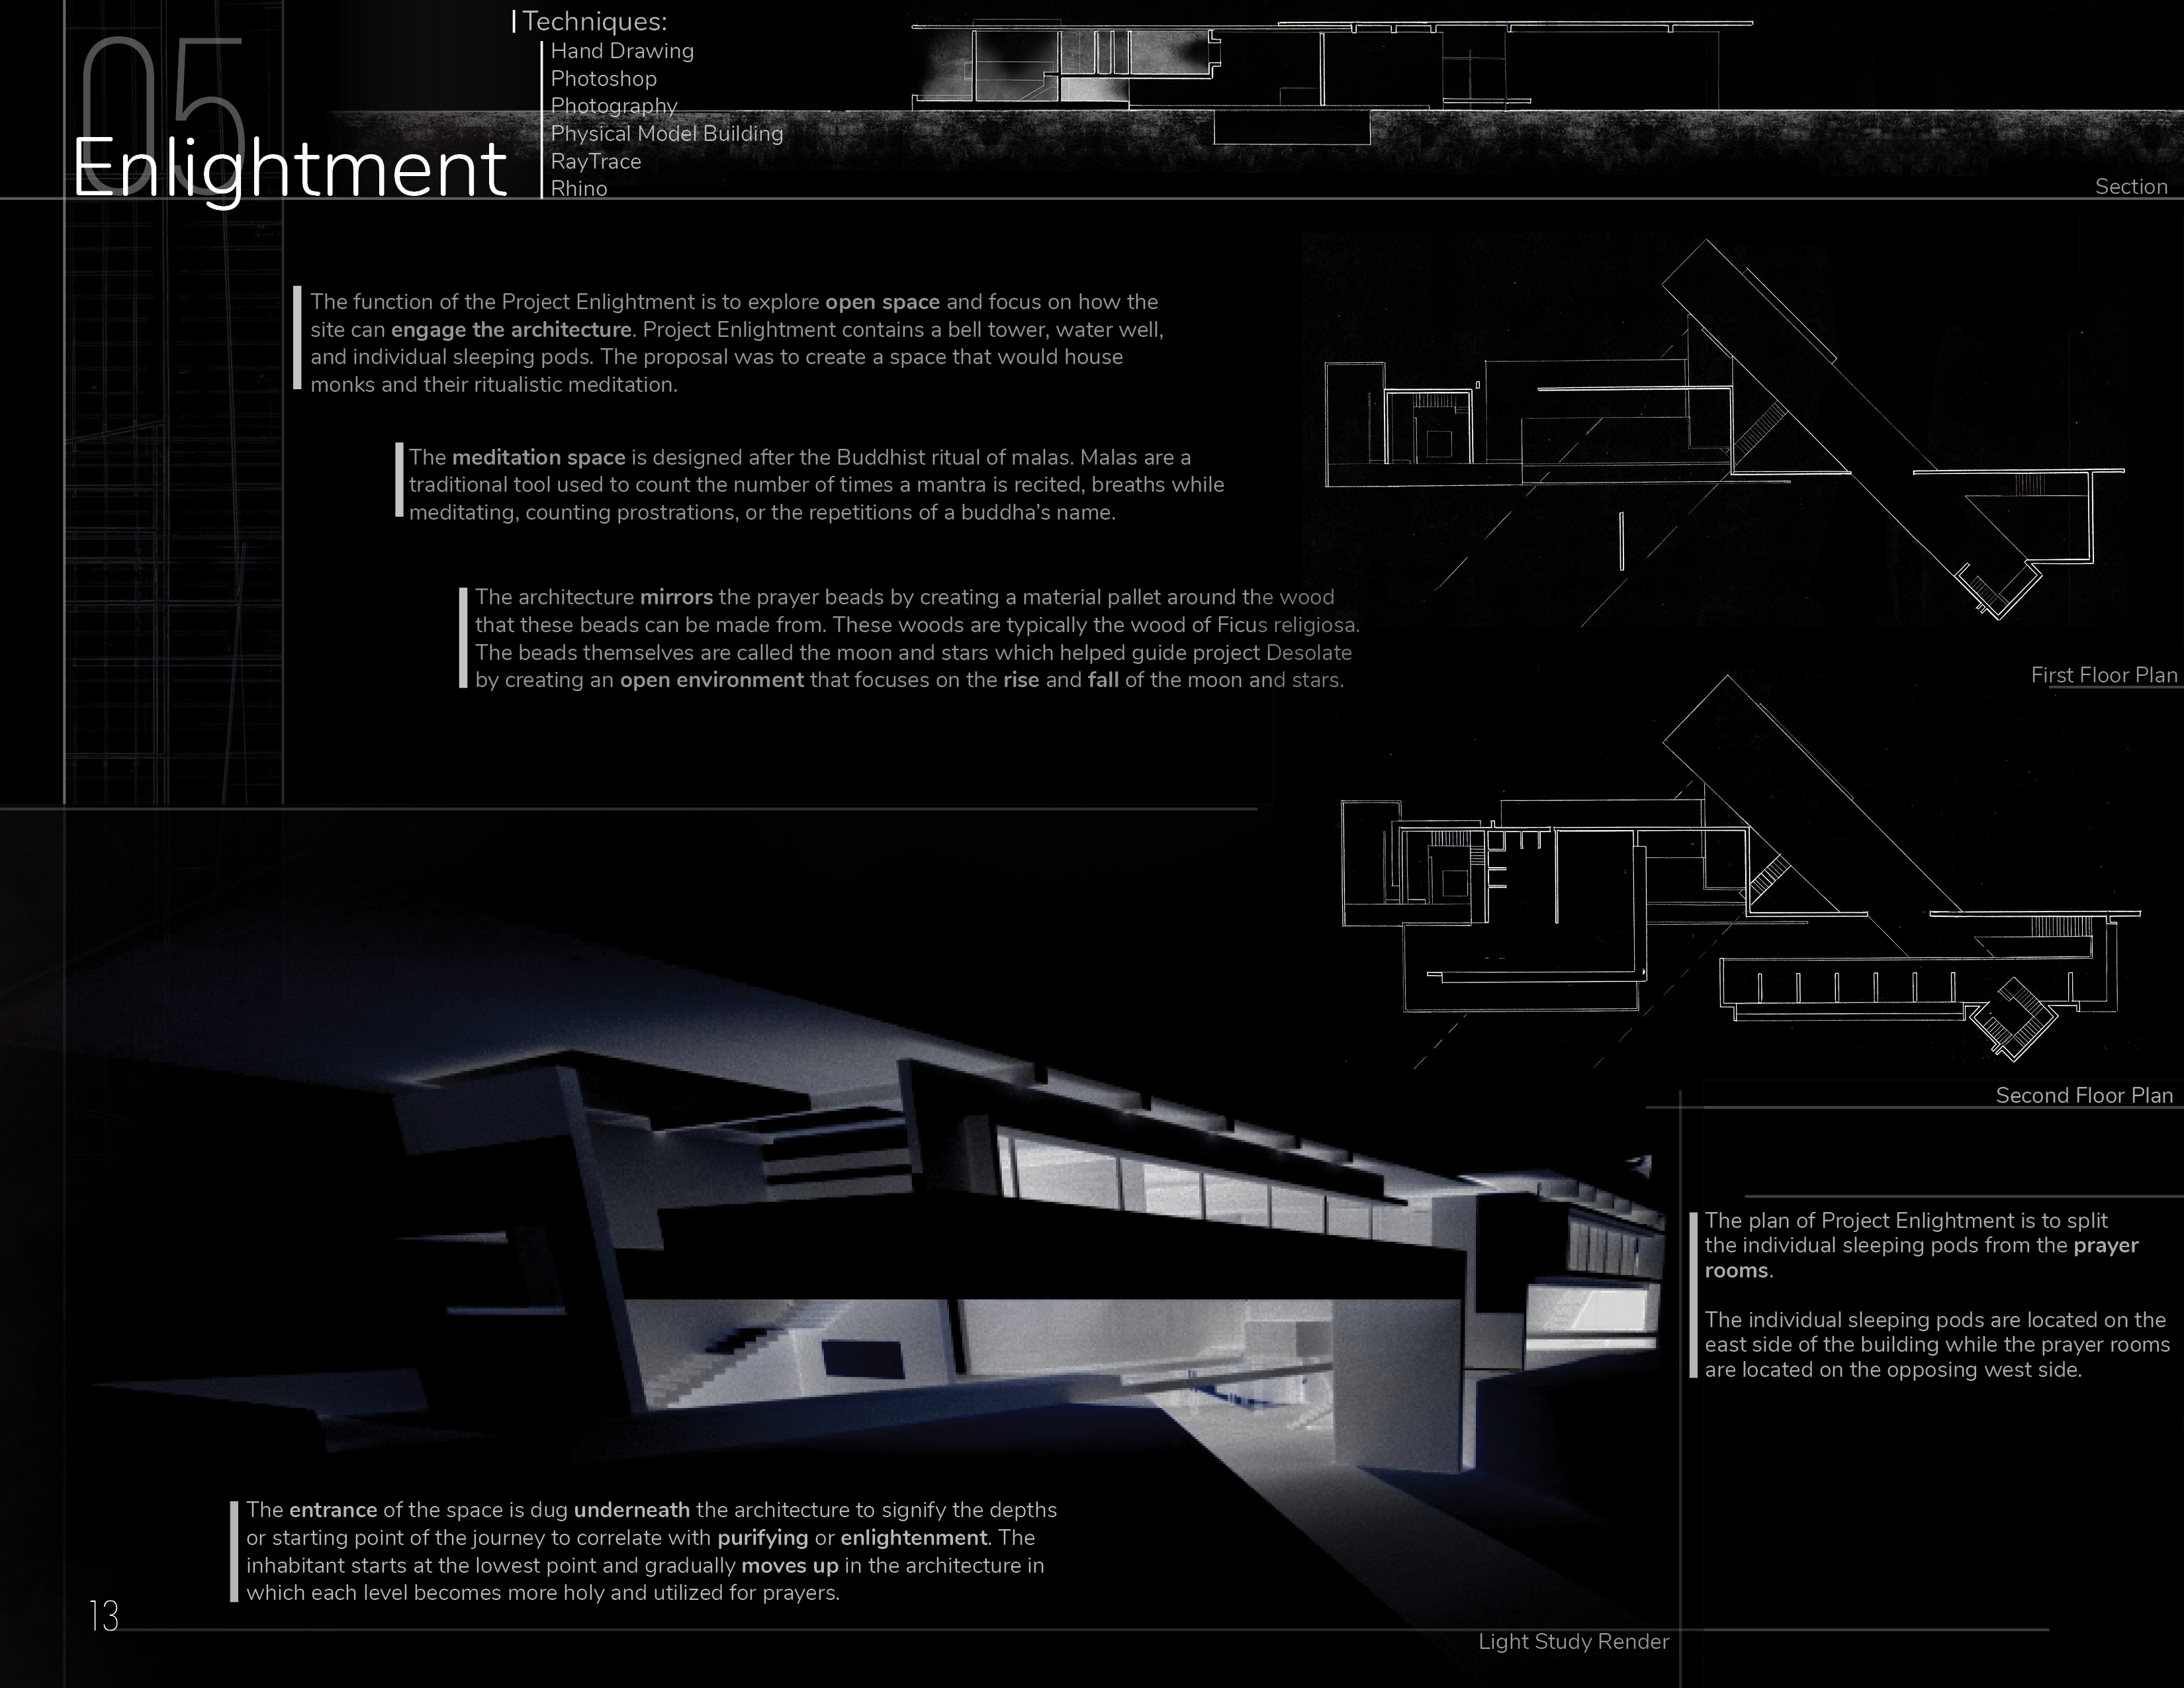 05
Enlightment
Techniques:
Hand Drawing
Photoshop
Photography
Physical Model Building
RayTrace
Rhino
Section
The function of the Project Enlightment is to explore open space and focus on how the
site can engage the architecture. Project Enlightment contains a bell tower, water well,
and individual sleeping pods. The proposal was to create a space that would house
monks and their ritualistic meditation.
The meditation space is designed after the Buddhist ritual of malas. Malas are a
traditional tool used to count the number of times a mantra is recited, breaths while
meditating, counting prostrations, or the repetitions of a buddha's name.
The architecture mirrors the prayer beads by creating a material pallet around the wood
that these beads can be made from. These woods are typically the wood of Ficus religiosa.
The beads themselves are called the moon and stars which helped guide project Desolate
by creating an open environment that focuses on the rise and fall of the moon and stars.
First Floor Plan
Second Floor Plan
The plan of Project Enlightment is to split
the individual sleeping pods from the prayer
rooms.
The individual sleeping pods are located on the
east side of the building while the prayer rooms
are located on the opposing west side.
The entrance of the space is dug underneath the architecture to signify the depths
or starting point of the journey to correlate with purifying or enlightenment. The
inhabitant starts at the lowest point and gradually moves up in the architecture in
which each level becomes more holy and utilized for prayers.
13
Light Study Render